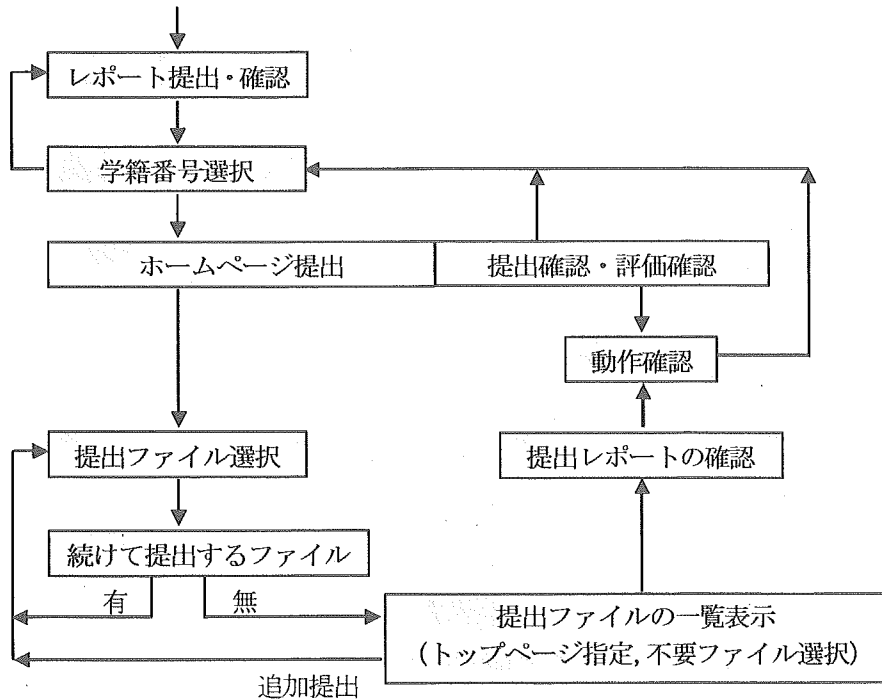 レポート提出・確認
学籍番号選択
ホームページ提出
提出確認・評価確認
動作確認
提出ファイル選択
提出レポートの確認
続けて提出するファイル
有
無
提出ファイルの一覧表示
(トップページ指定, 不要ファイル選択)
追加提出